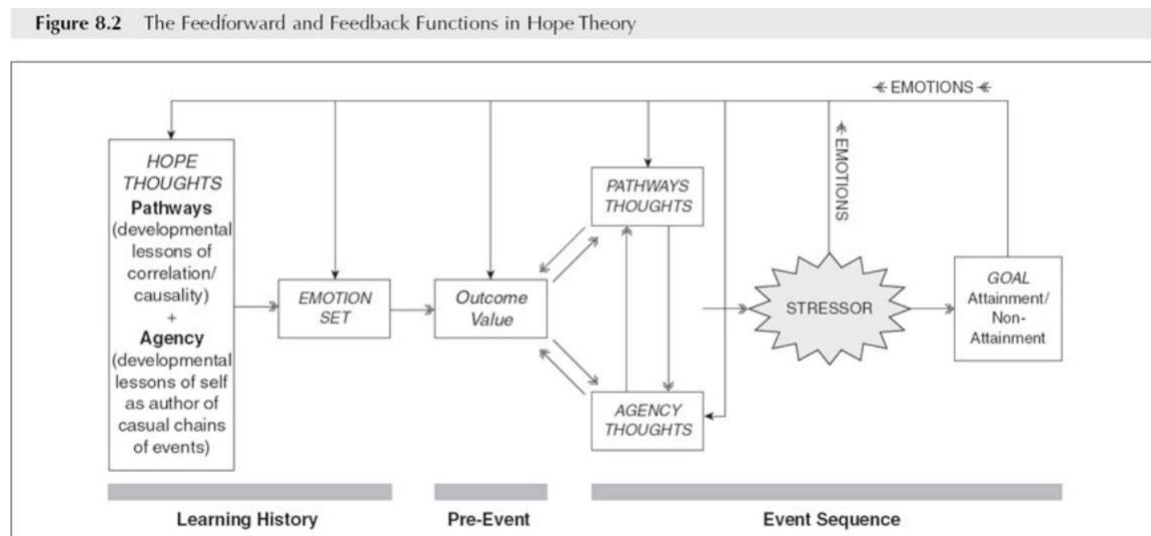 Figure 8.2 The Feedforward and Feedback Functions in Hope Theory
EMOTIONS
EMOTIONS
HOPE
THOUGHTS
Pathways
(developmental
lessons of
correlation/
causality)
+
Agency
(developmental
lessons of self
as author of
casual chains
of events)
EMOTION
SET
Outcome
Value
PATHWAYS
THOUGHTS
AGENCY
THOUGHTS
STRESSOR
GOAL
Attainment/
Non-
Attainment
Learning History
Pre-Event
Event Sequence